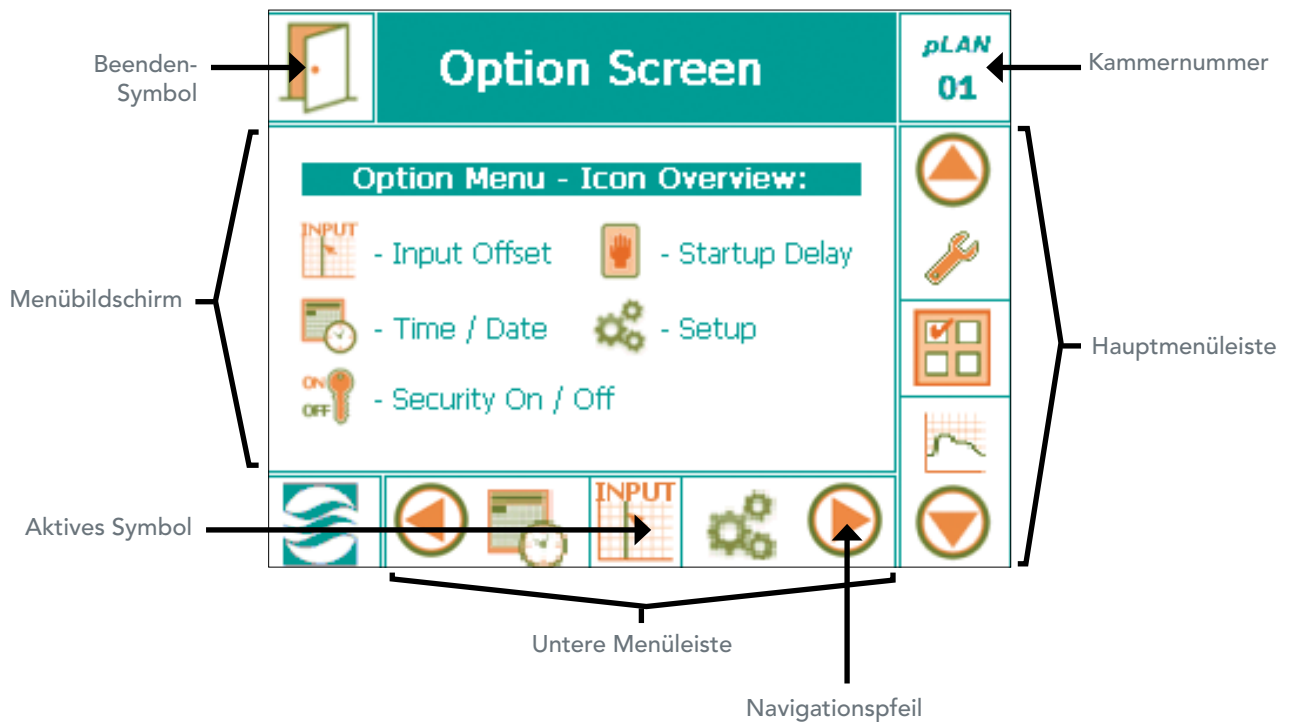 Beenden-
Symbol
Option Screen
pLAN
01
Kammernummer
Menübildschirm
Option Menu - Icon Overview:
INPUT
- Input Offset
- Startup Delay
- Time / Date
- Setup
ON
OFF
- Security On / Off
Hauptmenüleiste
Aktives Symbol
INPUT
Untere Menüleiste
Navigationspfeil